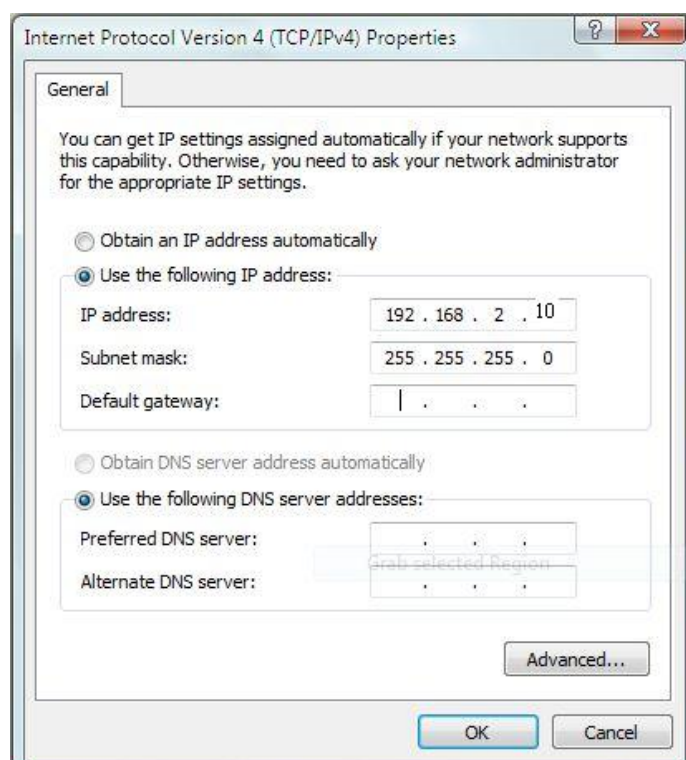 Internet Protocol Version 4 (TCP/IPv4) Properties
General
You can get IP settings assigned automatically if your network supports
this capability. Otherwise, you need to ask your network administrator
for the appropriate IP settings.
Obtain an IP address automatically
Use the following IP address:
IP address: 192 . 168 . 2 . 10
Subnet mask: 255 . 255 . 255 . 0
Default gateway: . . .
Obtain DNS server address automatically
Use the following DNS server addresses:
Preferred DNS server: . . .
Grab selected Region
Alternate DNS server: . . .
Advanced...
OK Cancel